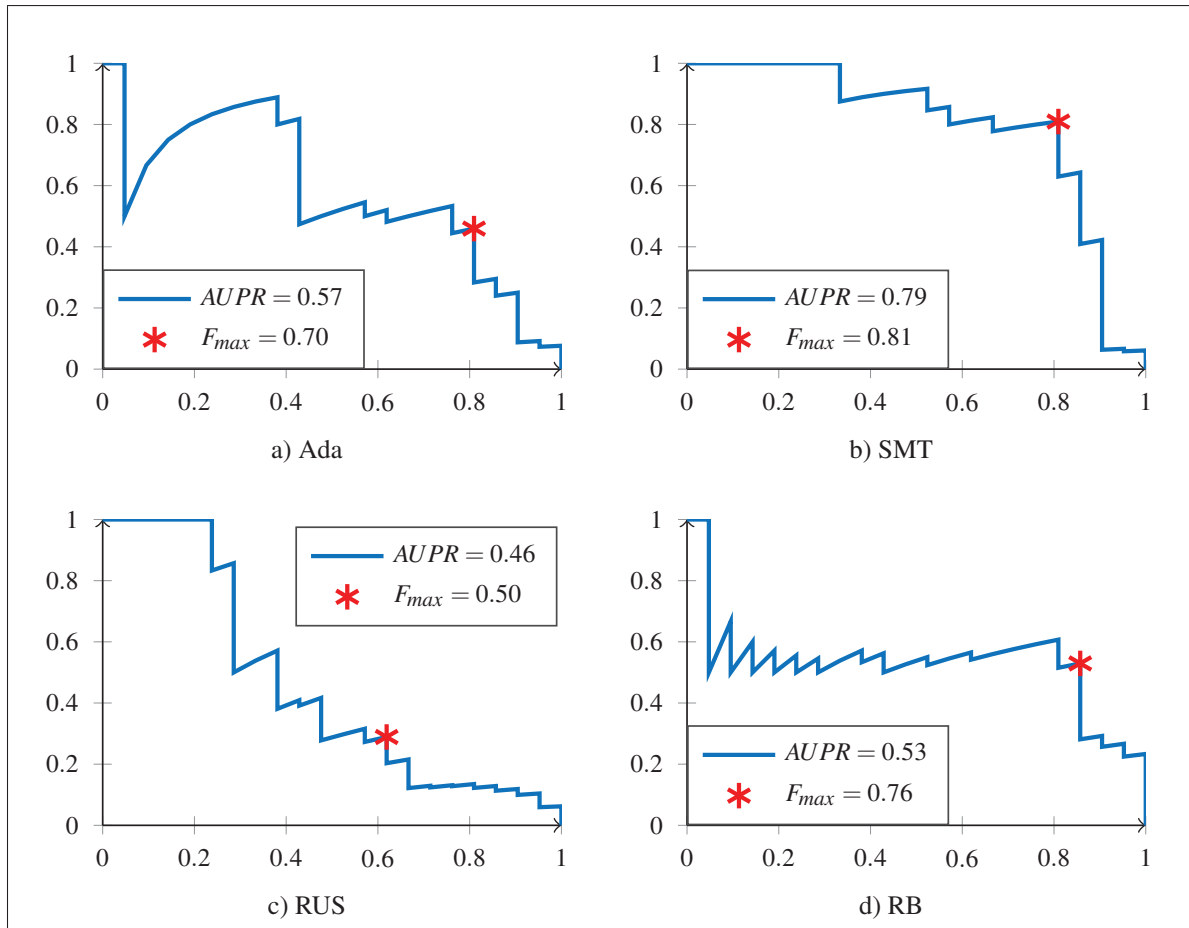 1
0.8
0.6
0.4
0.2
0
0 0.2 0.4 0.6 0.8 1
AUPR = 0.57
F_max = 0.70
a) Ada
1
0.8
0.6
0.4
0.2
0
0 0.2 0.4 0.6 0.8 1
AUPR = 0.79
F_max = 0.81
b) SMT
1
0.8
0.6
0.4
0.2
0
0 0.2 0.4 0.6 0.8 1
AUPR = 0.46
F_max = 0.50
c) RUS
1
0.8
0.6
0.4
0.2
0
0 0.2 0.4 0.6 0.8 1
AUPR = 0.53
F_max = 0.76
d) RB